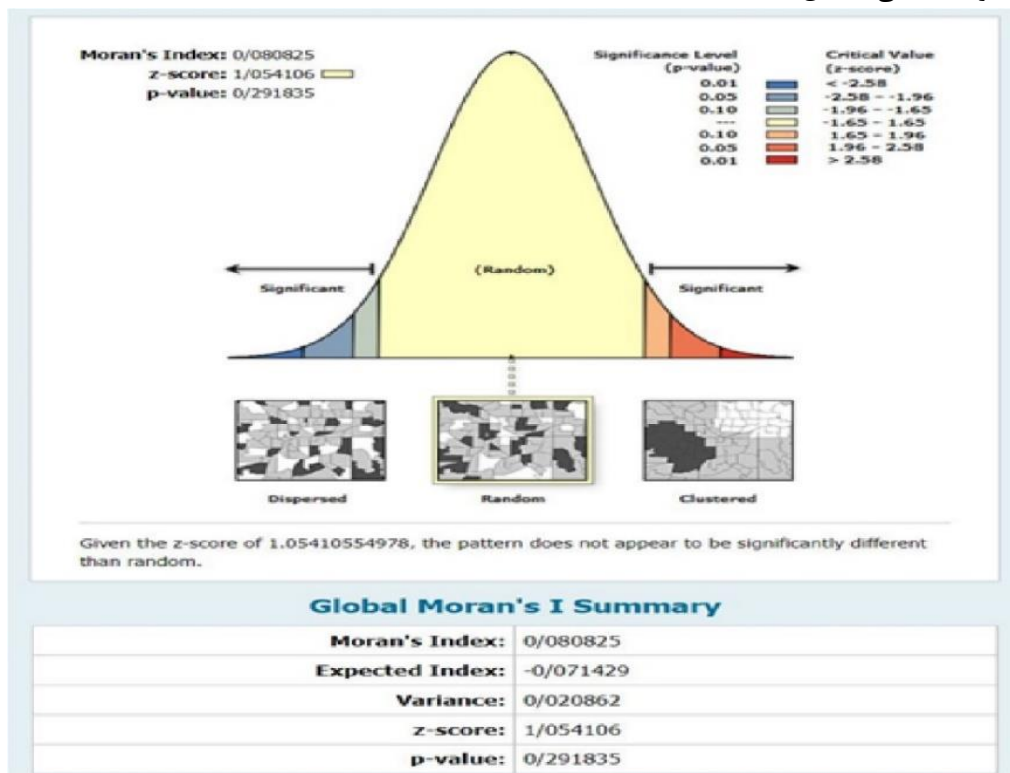 Moran's Index: 0/080825
z-score: 1/054106
p-value: 0/291835
Significance Level
(p-value)
Critical Value
(z-score)
0.01 < -2.58
0.05 -2.58 - -1.96
0.10 -1.96 - -1.65
--- -1.65 - 1.65
0.10 1.65 - 1.96
0.05 1.96 - 2.58
0.01 > 2.58
(Random)
Significant
Significant
Dispersed
Random
Clustered
Given the z-score of 1.05410554978, the pattern does not appear to be significantly different
than random.
Global Moran's I Summary
Moran's Index: 0/080825
Expected Index: -0/071429
Variance: 0/020862
z-score: 1/054106
p-value: 0/291835